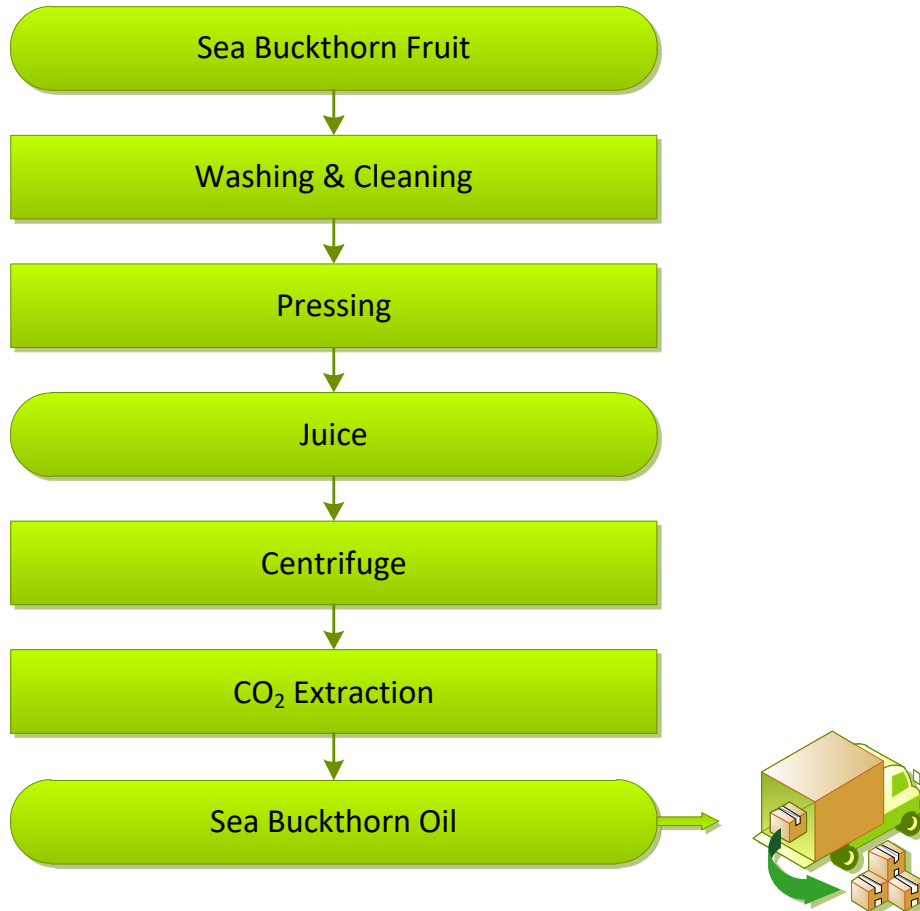 Sea Buckthorn Fruit
Washing & Cleaning
Pressing
Juice
Centrifuge
CO₂ Extraction
Sea Buckthorn Oil